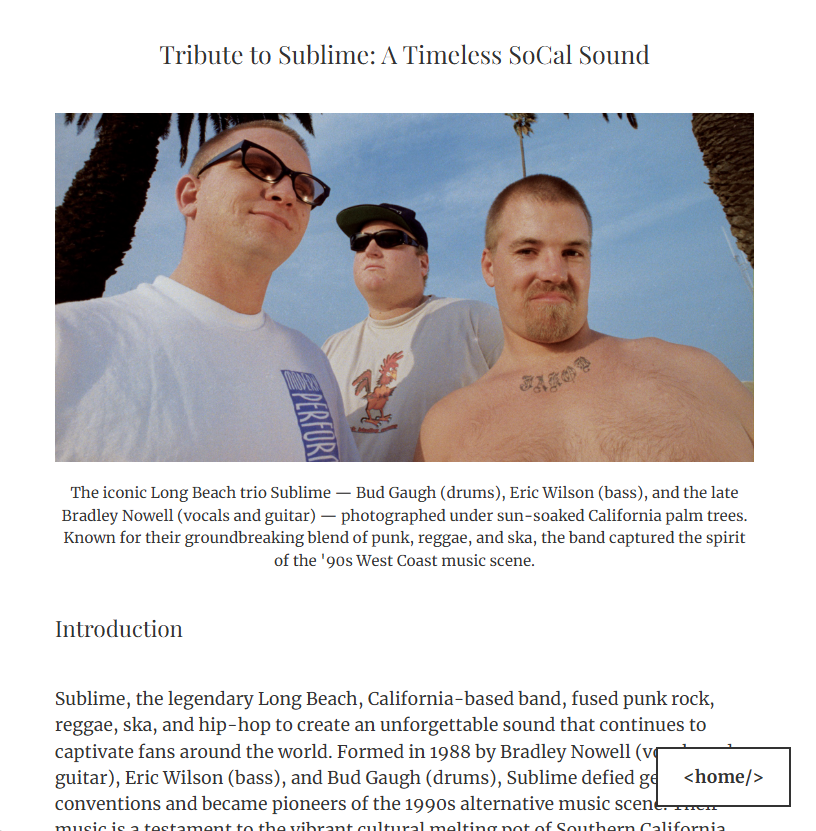 Tribute to Sublime: A Timeless SoCal Sound
The iconic Long Beach trio Sublime — Bud Gaugh (drums), Eric Wilson (bass), and the late
Bradley Nowell (vocals and guitar) — photographed under sun-soaked California palm trees.
Known for their groundbreaking blend of punk, reggae, and ska, the band captured the spirit
of the '90s West Coast music scene.
Introduction
Sublime, the legendary Long Beach, California-based band, fused punk rock,
reggae, ska, and hip-hop to create an unforgettable sound that continues to
captivate fans around the world. Formed in 1988 by Bradley Nowell
guitar), Eric Wilson (bass), and Bud Gaugh (drums), Sublime defied
<home/>
conventions and became pioneers of the 1990s alternative music scene. Their
music is a testament to the vibrant cultural melting pot of Southern California